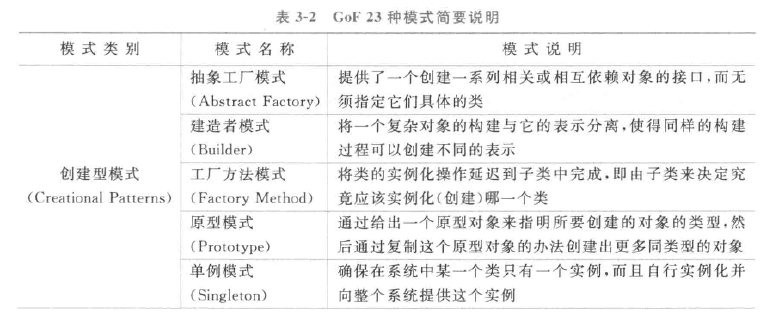 表 3-2 GoF 23 种模式简要说明
模式类别 模式名称 模式说明
抽象工厂模式 提供了一个创建一系列相关或相互依赖对象的接口,而无
(Abstract Factory) 须指定它们具体的类
建造者模式 将一个复杂对象的构建与它的表示分离,使得同样的构建
(Builder) 过程可以创建不同的表示
创建型模式 工厂方法模式 将类的实例化操作延迟到子类中完成,即由子类来决定究
(Creational Patterns) (Factory Method) 竟应该实例化(创建)哪一个类
原型模式 通过给出一个原型对象来指明所要创建的对象的类型,然
(Prototype) 后通过复制这个原型对象的办法创建出更多同类型的对象
单例模式 确保在系统中某一个类只有一个实例,而且自行实例化并
(Singleton) 向整个系统提供这个实例